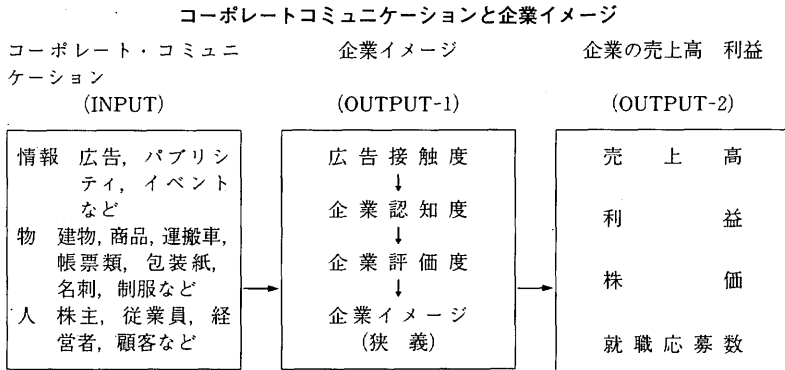 コーポレートコミュニケーションと企業イメージ
コーポレート・コミュニ
ケーション
(INPUT)
情報 広告, パブリシ
ティ, イベント
など
物 建物, 商品, 運搬車,
帳票類, 包装紙,
名刺, 制服など
人 株主, 従業員, 経
営者, 顧客など
企業イメージ
(OUTPUT-1)
広告接触度
↓
企業認知度
↓
企業評価度
↓
企業イメージ
(狭 義)
企業の売上高 利益
(OUTPUT-2)
売上高
利益
株価
就職応募数